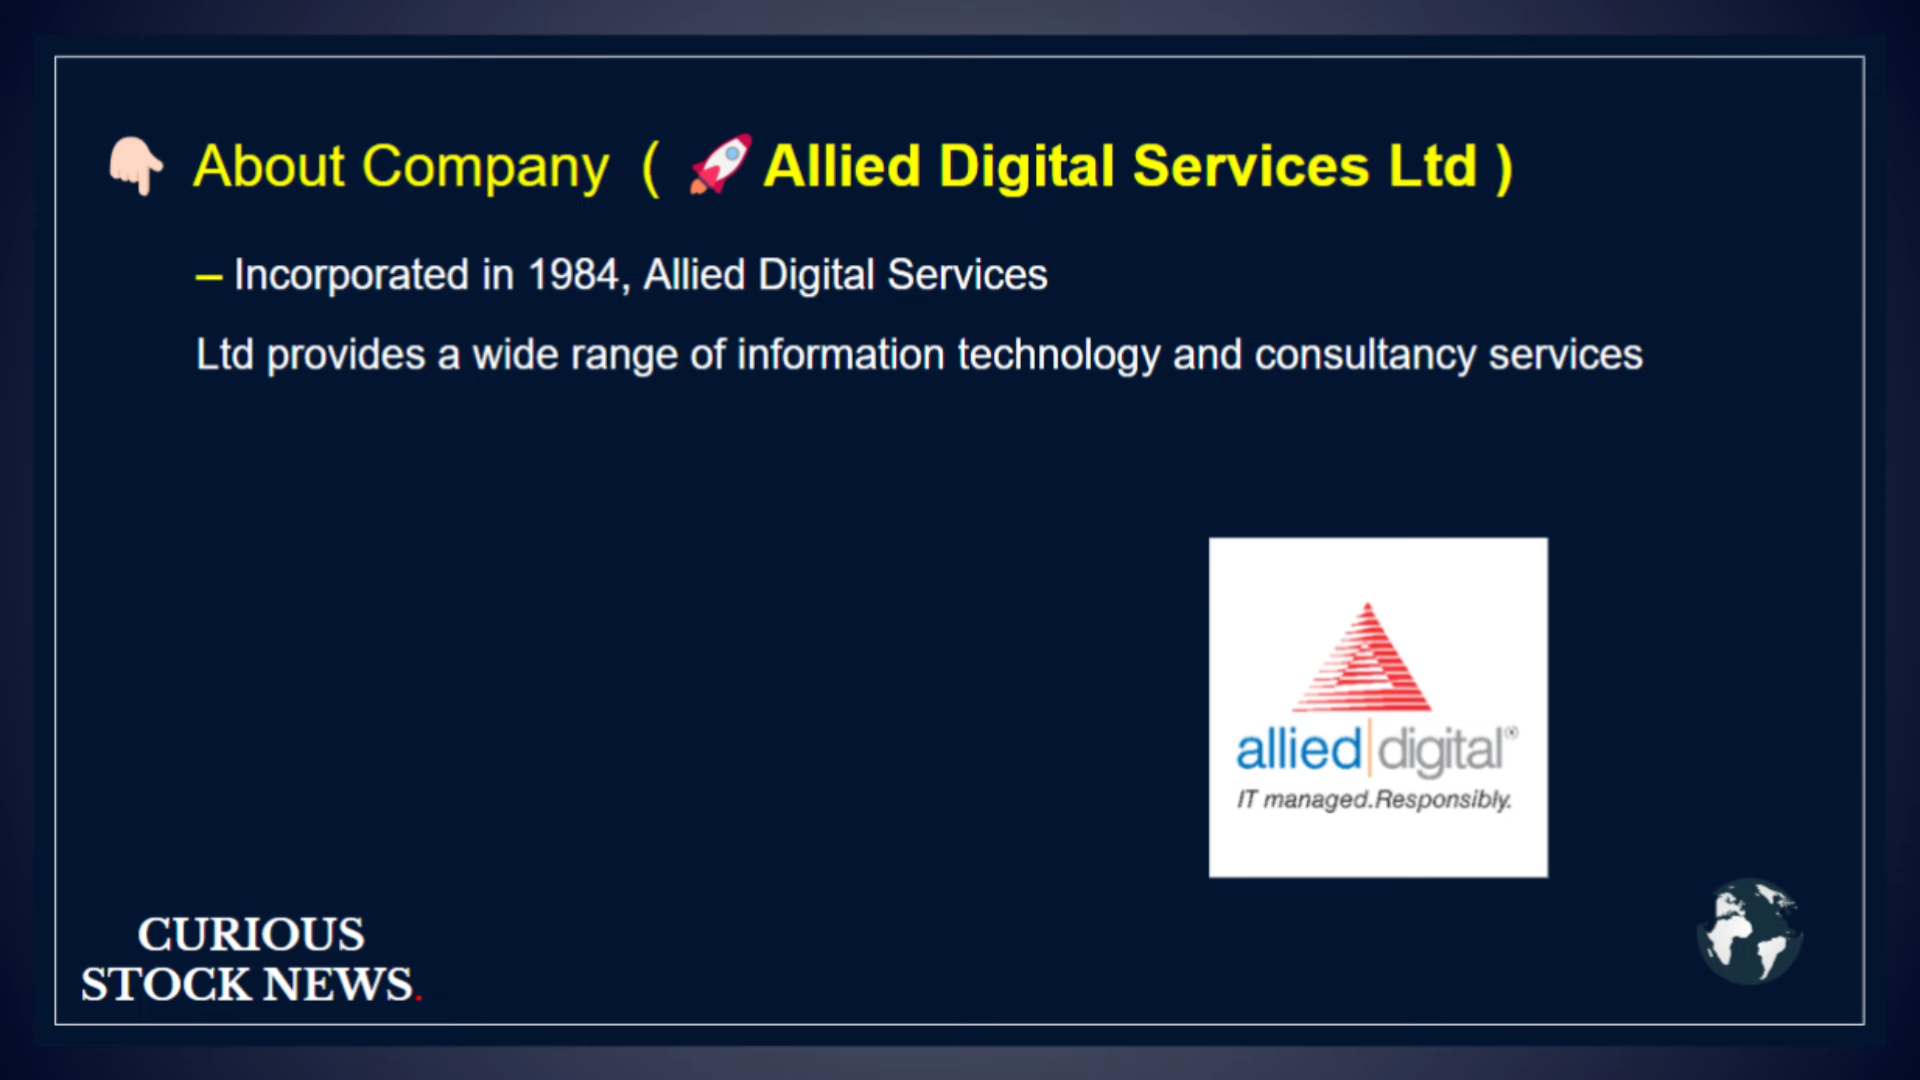 👇🏻 About Company ( 🚀 Allied Digital Services Ltd )
– Incorporated in 1984, Allied Digital Services
Ltd provides a wide range of information technology and consultancy services
allied|digital®
IT managed.Responsibly.
CURIOUS
STOCK NEWS.